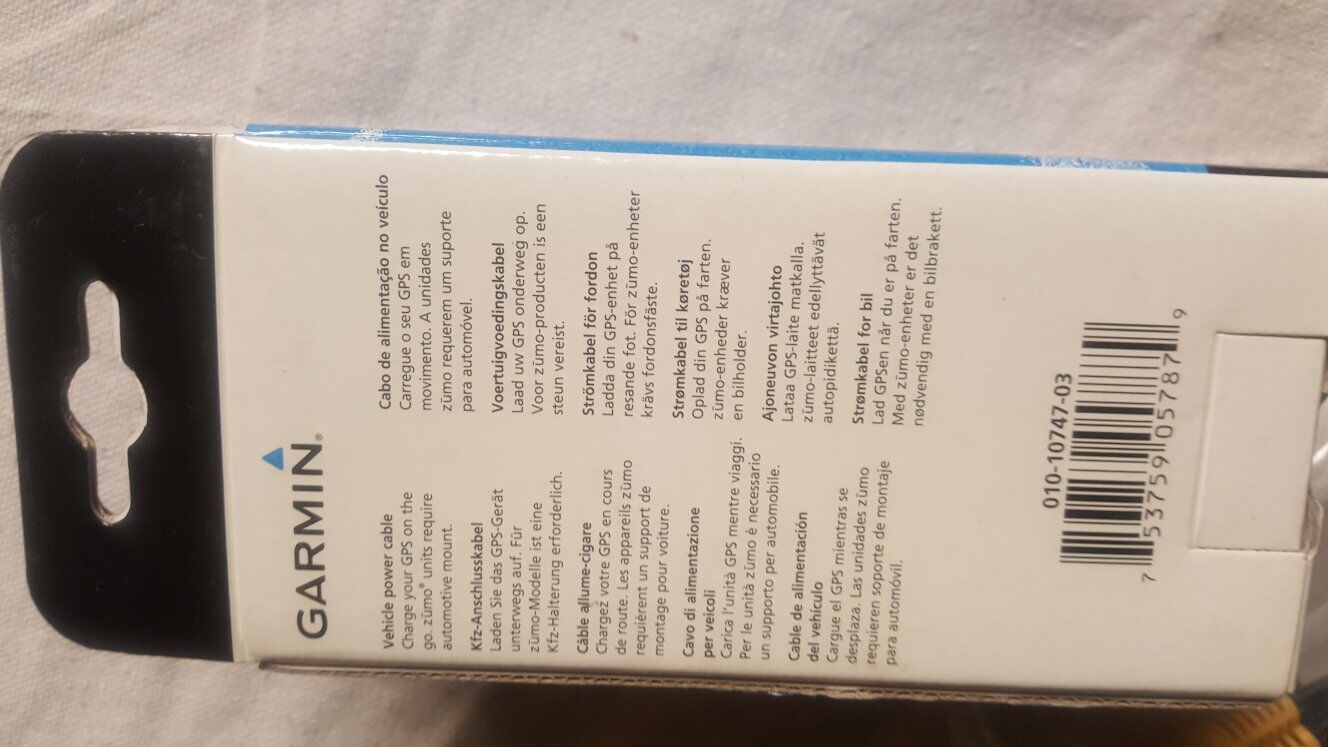 GARMIN®
Vehicle power cable
Charge your GPS on the
go. zūmo® units require
automotive mount.
Kfz-Anschlusskabel
Laden Sie das GPS-Gerät
unterwegs auf. Für
zūmo-Modelle ist eine
Kfz-Halterung erforderlich.
Câble allume-cigare
Chargez votre GPS en cours
de route. Les appareils zūmo
requièrent un support de
montage pour voiture.
Cavo di alimentazione
per veicoli
Carica l'unità GPS mentre viaggi.
Per le unità zūmo è necessario
un supporto per automobile.
Cable de alimentación
del vehículo
Cargue el GPS mientras se
desplaza. Las unidades zūmo
requieren soporte de montaje
para automóvil.
Cabo de alimentação no veículo
Carregue o seu GPS em
movimento. A unidades
zūmo requerem um suporte
para automóvel.
Voertuigvoedingskabel
Laad uw GPS onderweg op.
Voor zūmo-producten is een
steun vereist.
Strömkabel för fordon
Ladda din GPS-enhet på
resande fot. För zūmo-enheter
krävs fordonsfäste.
Strømkabel til køretøj
Oplad din GPS på farten.
zūmo-enheder kræver
en bilholder.
Ajoneuvon virtajohto
Lataa GPS-laite matkalla.
zūmo-laitteet edellyttävät
autopidikettä.
Strømkabel for bil
Lad GPSen når du er på farten.
Med zūmo-enheter er det
nødvendig med en bilbrakett.
010-10747-03
7 53759 05787 9